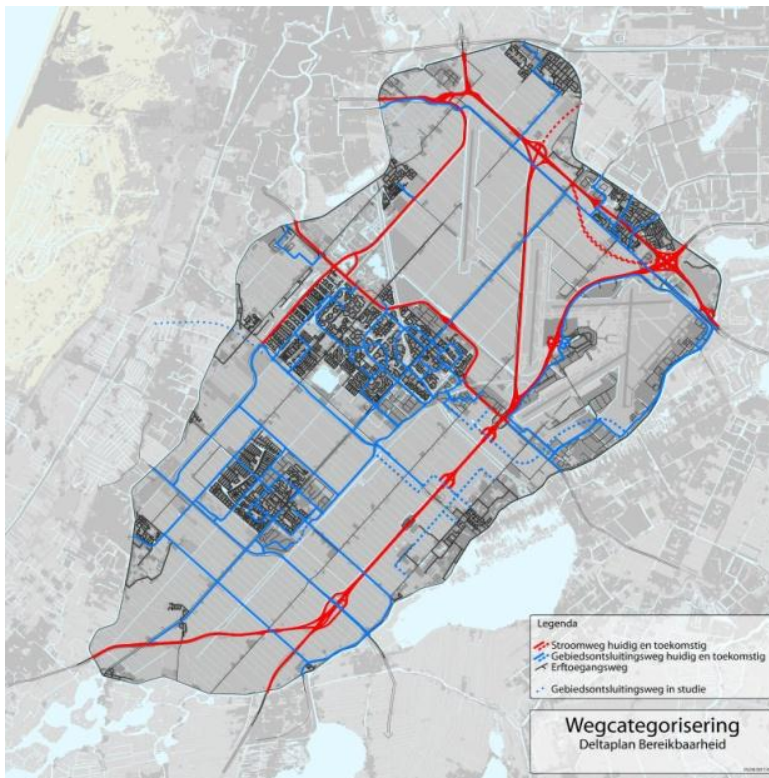 Legenda
Stroomweg huidig en toekomstig
Gebiedsontsluitingsweg huidig en toekomstig
Erftoegangsweg
Gebiedsontsluitingsweg in studie
Wegcategorisering
Deltaplan Bereikbaarheid